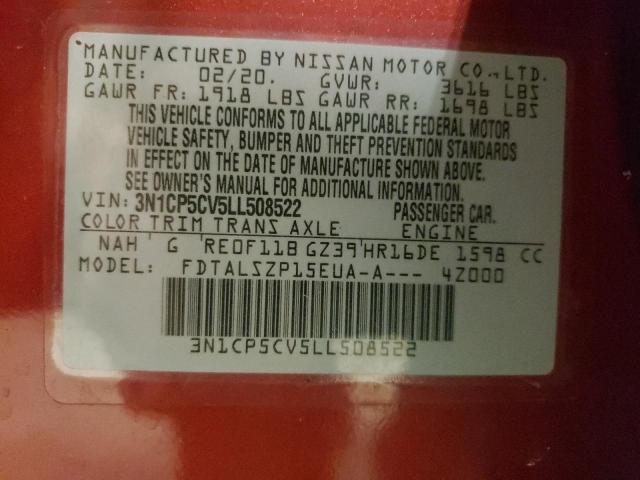 MANUFACTURED BY NISSAN MOTOR CO.,LTD.
DATE: 02/20. GVWR: 3616 LBS
GAWR FR: 1918 LBS GAWR RR: 1698 LBS
THIS VEHICLE CONFORMS TO ALL APPLICABLE FEDERAL MOTOR
VEHICLE SAFETY, BUMPER AND THEFT PREVENTION STANDARDS
IN EFFECT ON THE DATE OF MANUFACTURE SHOWN ABOVE.
SEE OWNER'S MANUAL FOR ADDITIONAL INFORMATION.
VIN: 3N1CP5CV5LL508522 PASSENGER CAR.
COLOR TRIM TRANS AXLE ENGINE
NAH G RE0F11B GZ39 HR16DE 1598 CC
MODEL: FDTALSZP15EUA-A--- 4Z000
3N1CP5CV5LL508522